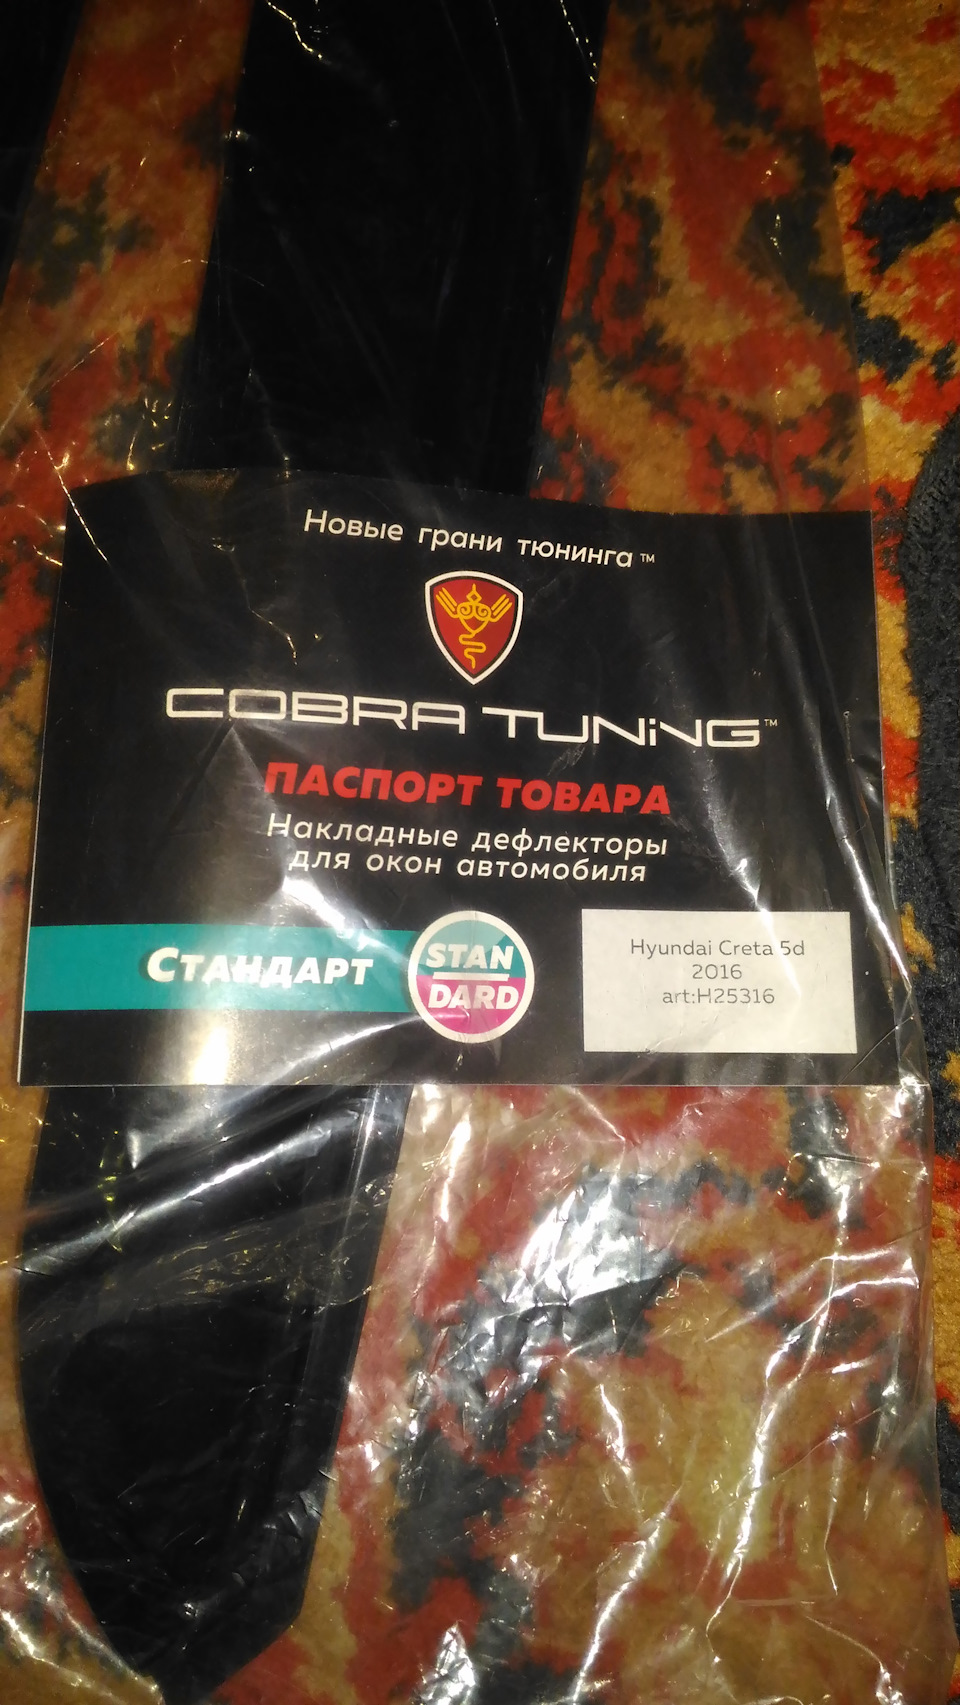 Новые грани тюнинга™
COBRA TUNiNG™
ПАСПОРТ ТОВАРА
Накладные дефлекторы
для окон автомобиля
Стандарт
STAN
DARD
Hyundai Creta 5d
2016
art:H25316